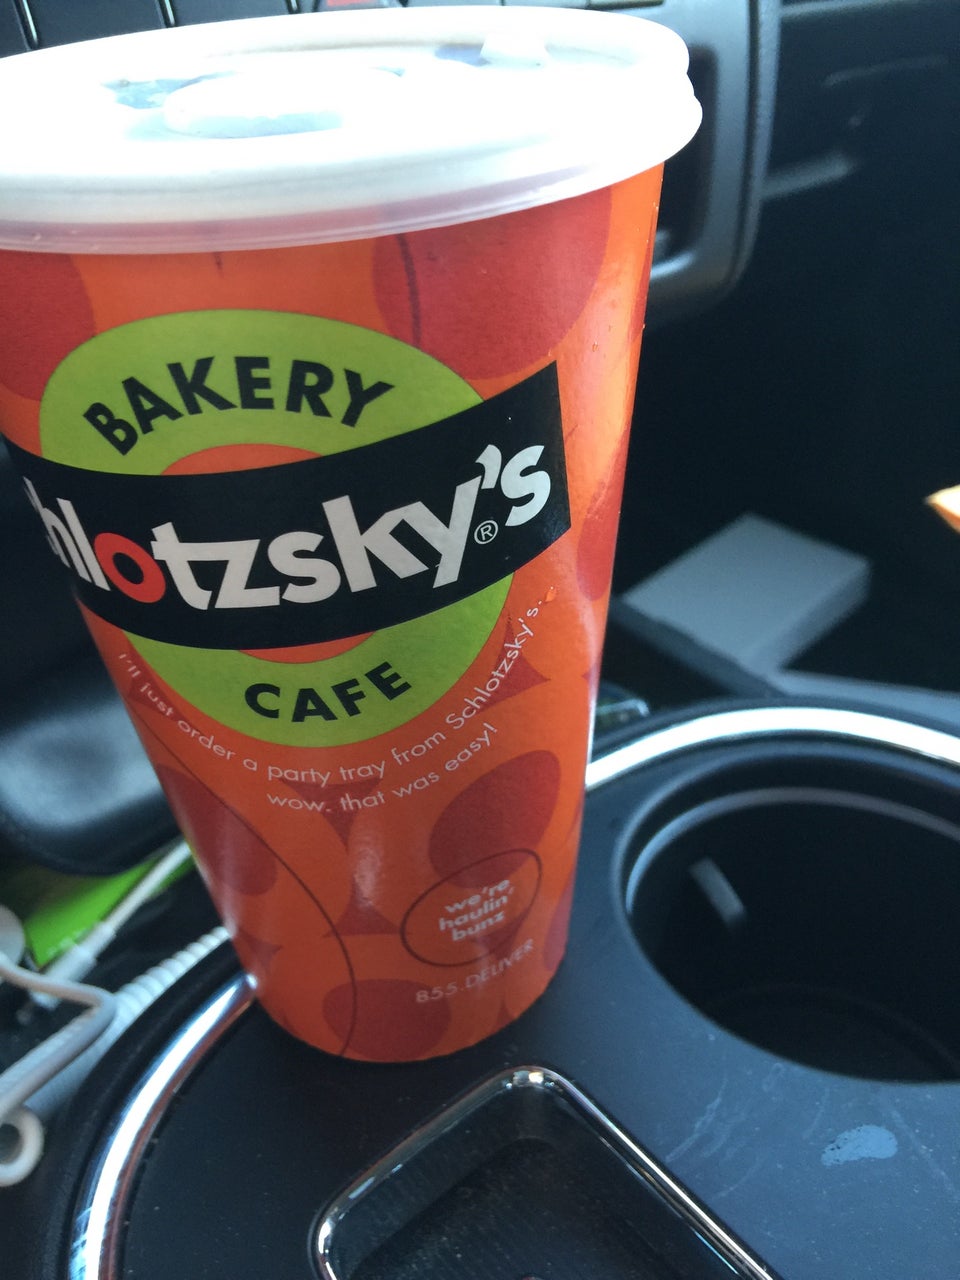 BAKERY
chlotzsky's®
CAFE
I'll just order a party tray from Schlotzsky's.
wow. that was easy!
we're
haulin'
bunz
855.DELIVER